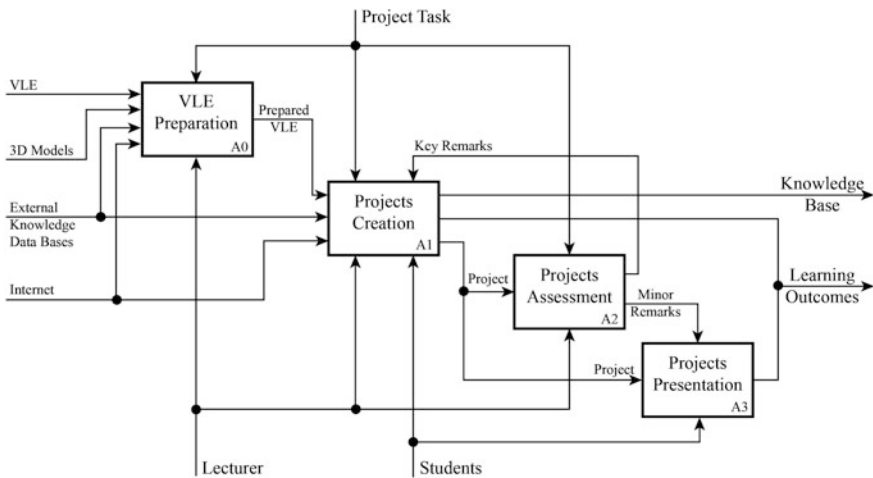 Project Task
VLE
VLE
Preparation
A0
Prepared
VLE
3D Models
Key Remarks
External
Knowledge
Data Bases
Projects
Creation
A1
Knowledge
Base
Internet
Project
Projects
Assessment
A2
Minor
Remarks
Learning
Outcomes
Project
Projects
Presentation
A3
Lecturer
Students